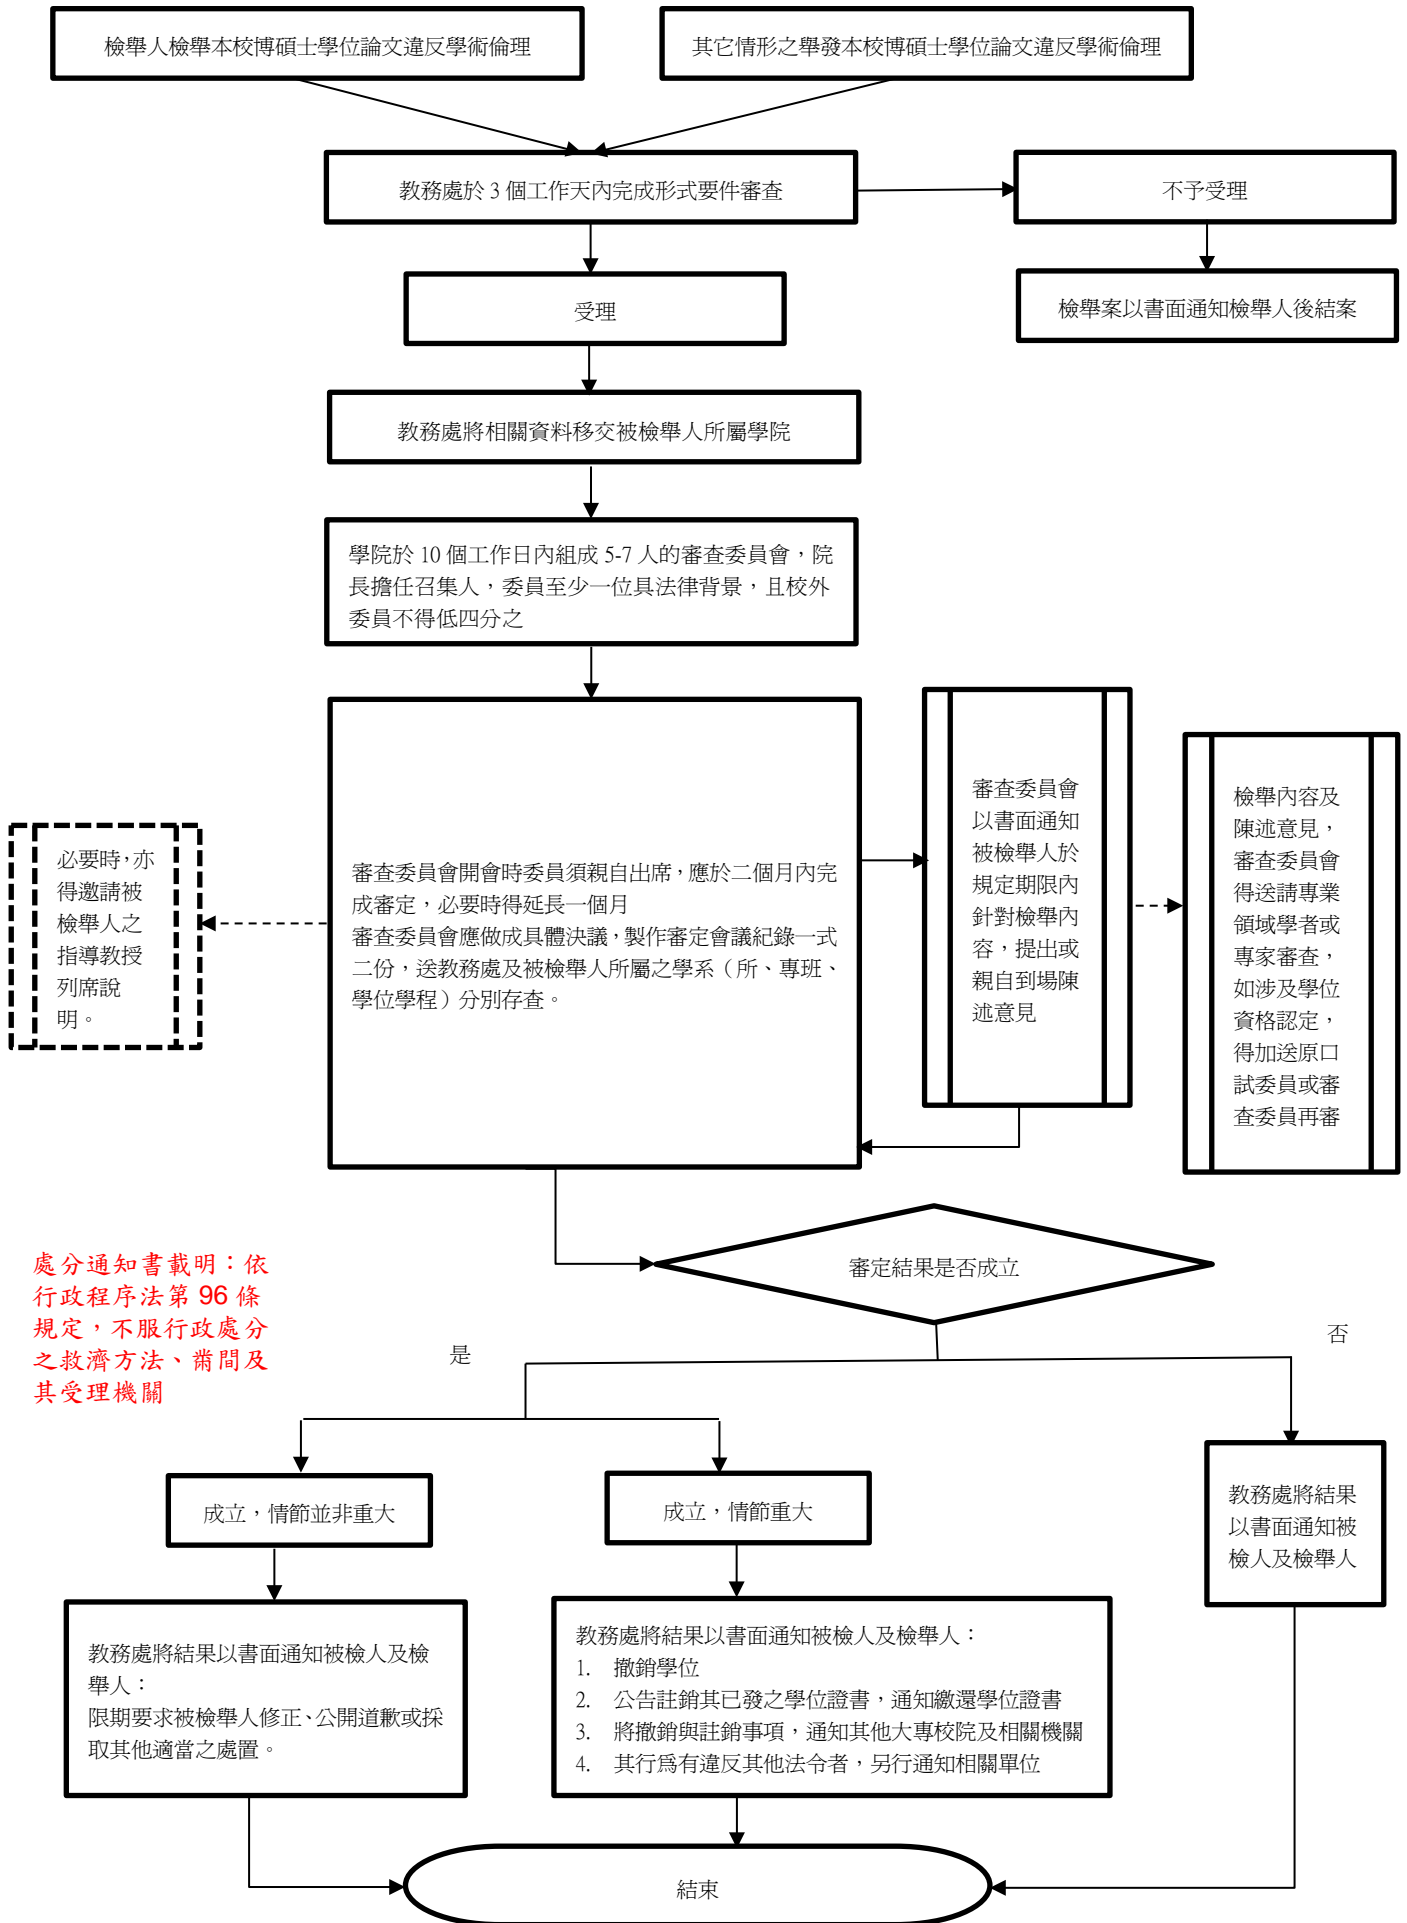 檢舉人檢舉本校博碩士學位論文違反學術倫理
其它情形之舉發本校博碩士學位論文違反學術倫理
教務處於 3 個工作天內完成形式要件審查
不予受理
受理
檢舉案以書面通知檢舉人後結案
教務處將相關資料移交被檢舉人所屬學院
學院於 10 個工作日內組成 5-7 人的審查委員會，院
長擔任召集人，委員至少一位具法律背景，且校外
委員不得低四分之
審查委員會開會時委員須親自出席，應於二個月內完
成審定，必要時得延長一個月
審查委員會應做成具體決議，製作審定會議紀錄一式
二份，送教務處及被檢舉人所屬之學系（所、專班、
學位學程）分別存查。
審查委員會
以書面通知
被檢舉人於
規定期限內
針對檢舉內
容，提出或
親自到場陳
述意見
檢舉內容及
陳述意見，
審查委員會
得送請專業
領域學者或
專家審查，
如涉及學位
資格認定，
得加送原口
試委員或審
查委員再審
必要時，亦
得邀請被
檢舉人之
指導教授
列席說
明。
審定結果是否成立
處分通知書載明：依
行政程序法第 96 條
規定，不服行政處分
之救濟方法、期間及
其受理機關
是
否
成立，情節並非重大
成立，情節重大
教務處將結果
以書面通知被
檢人及檢舉人
教務處將結果以書面通知被檢人及檢
舉人：
限期要求被檢舉人修正、公開道歉或採
取其他適當之處置。
教務處將結果以書面通知被檢人及檢舉人：
1. 撤銷學位
2. 公告註銷其已發之學位證書，通知繳還學位證書
3. 將撤銷與註銷事項，通知其他大專校院及相關機關
4. 其行為有違反其他法令者，另行通知相關單位
結束